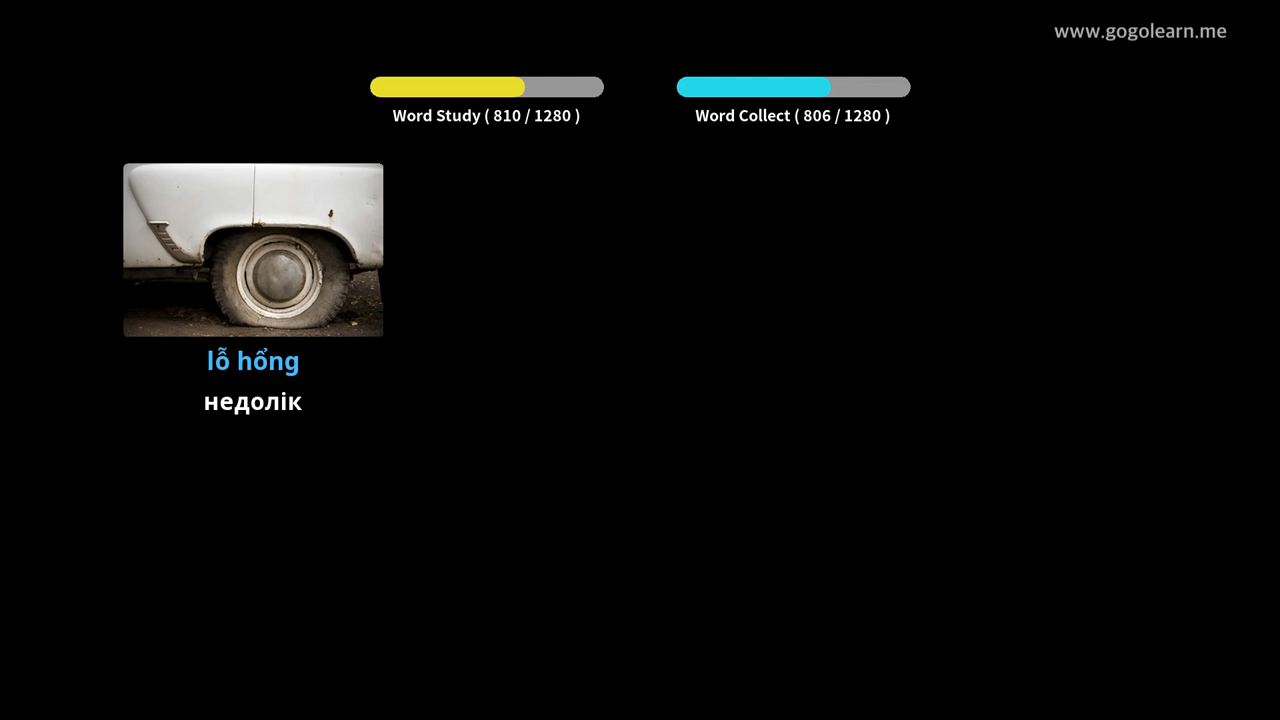 www.gogolearn.me
Word Study ( 810 / 1280 )
Word Collect ( 806 / 1280 )
lỗ hổng
недолік